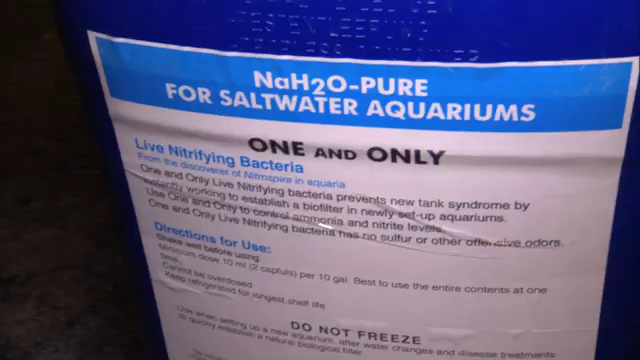 NaH2O-PURE
FOR SALTWATER AQUARIUMS
ONE AND ONLY
Live Nitrifying Bacteria
From the discoverer of Nitrospira in aquaria
One and Only Live Nitrifying bacteria prevents new tank syndrome by
instantly working to establish a biofilter in newly set-up aquariums.
Use One and Only to control ammonia and nitrite levels.
One and Only Live Nitrifying bacteria has no sulfur or other offensive odors.
Directions for Use:
Shake well before using.
Minimum dose 10 ml (2 capfuls) per 10 gal. Best to use the entire contents at one
time.
Cannot be overdosed
Keep refrigerated for longest shelf life
DO NOT FREEZE
Use when setting up a new aquarium, after water changes and disease treatments
to quickly establish a natural biological filter